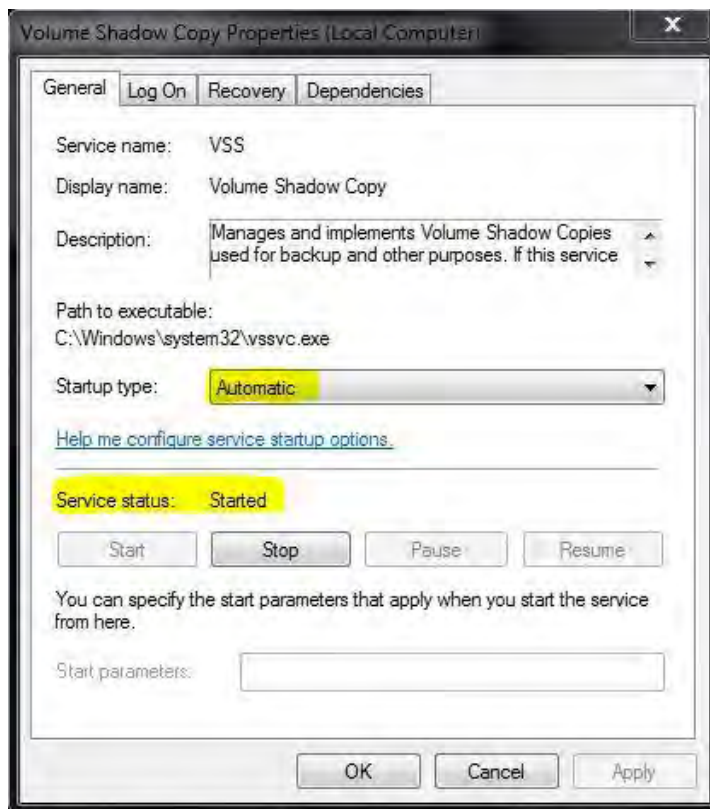 Volume Shadow Copy Properties (Local Computer)
General Log On Recovery Dependencies
Service name: VSS
Display name: Volume Shadow Copy
Description: Manages and implements Volume Shadow Copies
used for backup and other purposes. If this service
Path to executable:
C:\Windows\system32\vssvc.exe
Startup type: Automatic
Help me configure service startup options.
Service status: Started
Start Stop Pause Resume
You can specify the start parameters that apply when you start the service
from here.
Start parameters:
OK Cancel Apply